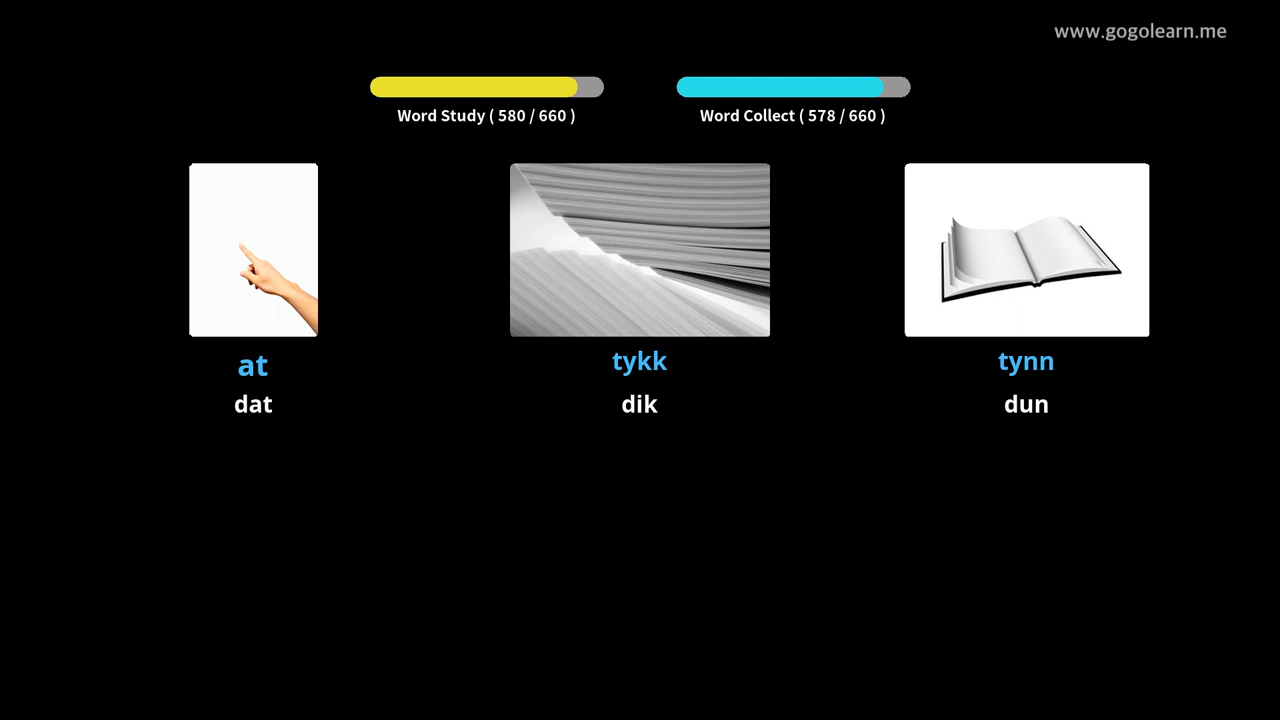 www.gogolearn.me
Word Study ( 580 / 660 )
Word Collect ( 578 / 660 )
at
tykk
tynn
dat
dik
dun